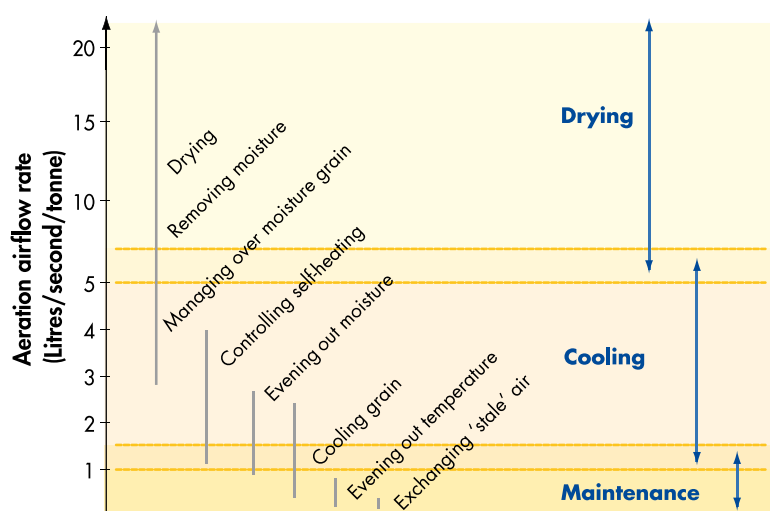 Aeration airflow rate
(Litres/second/tonne)
20
15
10
5
4
3
2
1
Drying
Removing moisture
Managing over moisture grain
Controlling self-heating
Evening out moisture
Cooling grain
Evening out temperature
Exchanging 'stale' air
Drying
Cooling
Maintenance